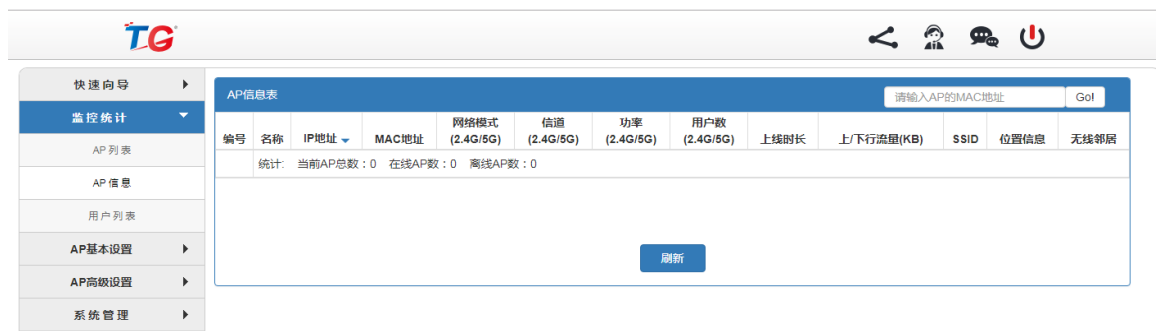 TG
快速向导
监控统计
AP列表
AP信息
用户列表
AP基本设置
AP高级设置
系统管理
AP信息表
请输入AP的MAC地址
Go!
编号 名称 IP地址 MAC地址 网络模式(2.4G/5G) 信道(2.4G/5G) 功率(2.4G/5G) 用户数(2.4G/5G) 上线时长 上/下行流量(KB) SSID 位置信息 无线邻居
统计: 当前AP总数：0 在线AP数：0 离线AP数：0
刷新